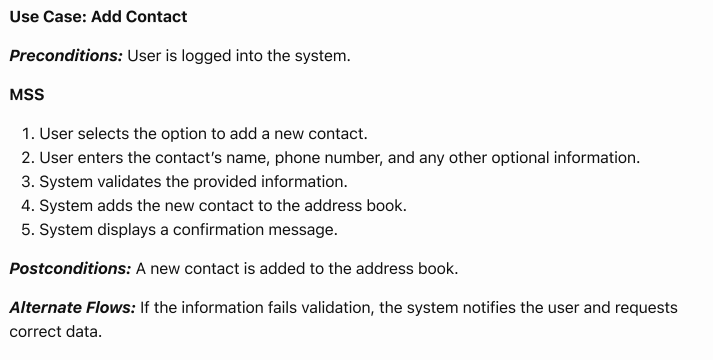 Use Case: Add Contact
Preconditions: User is logged into the system.
MSS
1. User selects the option to add a new contact.
2. User enters the contact's name, phone number, and any other optional information.
3. System validates the provided information.
4. System adds the new contact to the address book.
5. System displays a confirmation message.
Postconditions: A new contact is added to the address book.
Alternate Flows: If the information fails validation, the system notifies the user and requests
correct data.